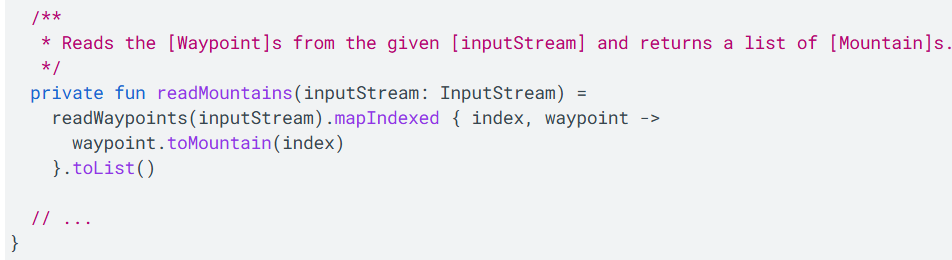 /**
 * Reads the [Waypoint]s from the given [inputStream] and returns a list of [Mountain]s.
 */
private fun readMountains(inputStream: InputStream) =
  readWaypoints(inputStream).mapIndexed { index, waypoint ->
    waypoint.toMountain(index)
  }.toList()
// ...
}